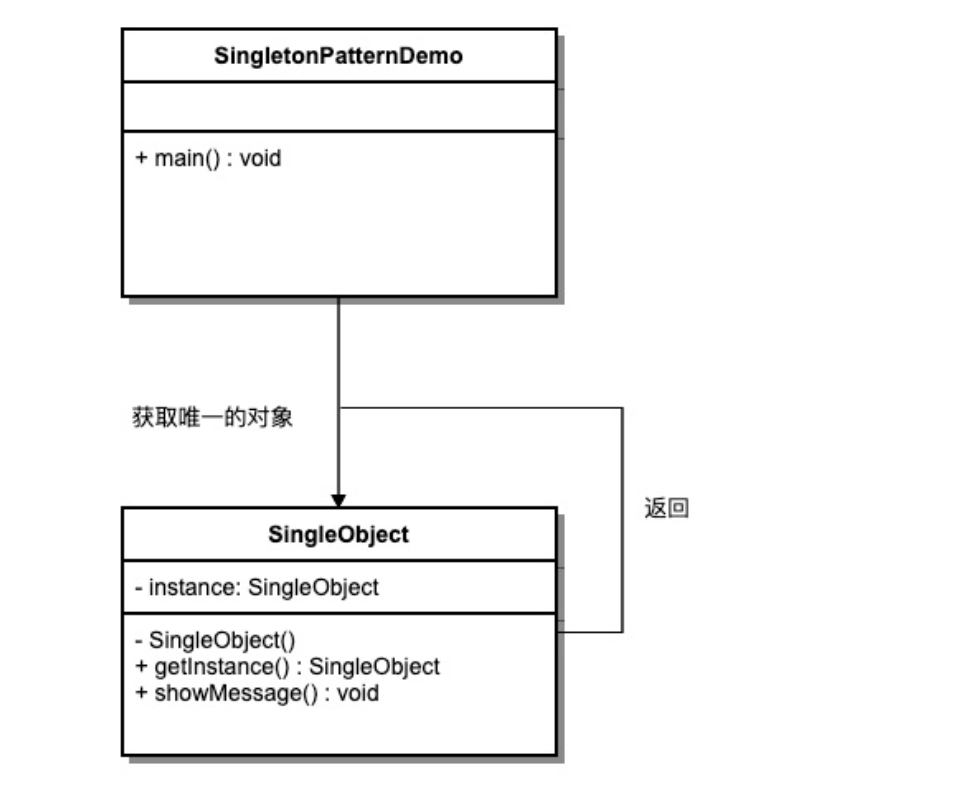 SingletonPatternDemo
+ main() : void
获取唯一的对象
返回
SingleObject
- instance: SingleObject
- SingleObject()
+ getInstance() : SingleObject
+ showMessage() : void